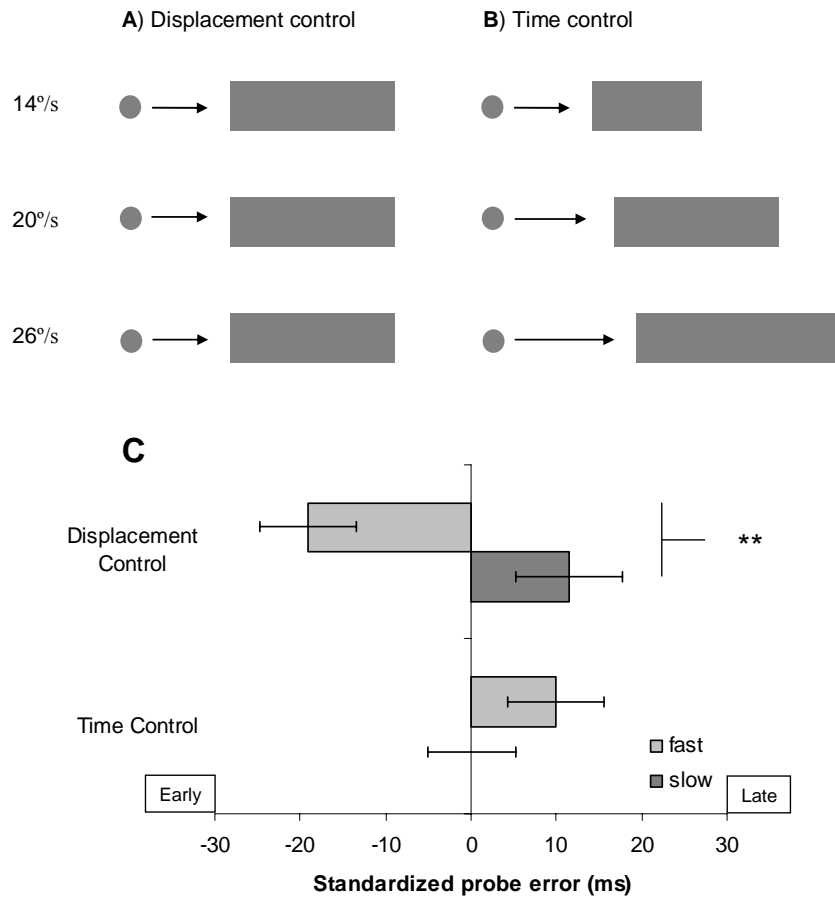 A) Displacement control
B) Time control
14º/s
20º/s
26º/s
C
Displacement
Control
**
Time Control
fast
slow
Early
Late
-30 -20 -10 0 10 20 30
Standardized probe error (ms)